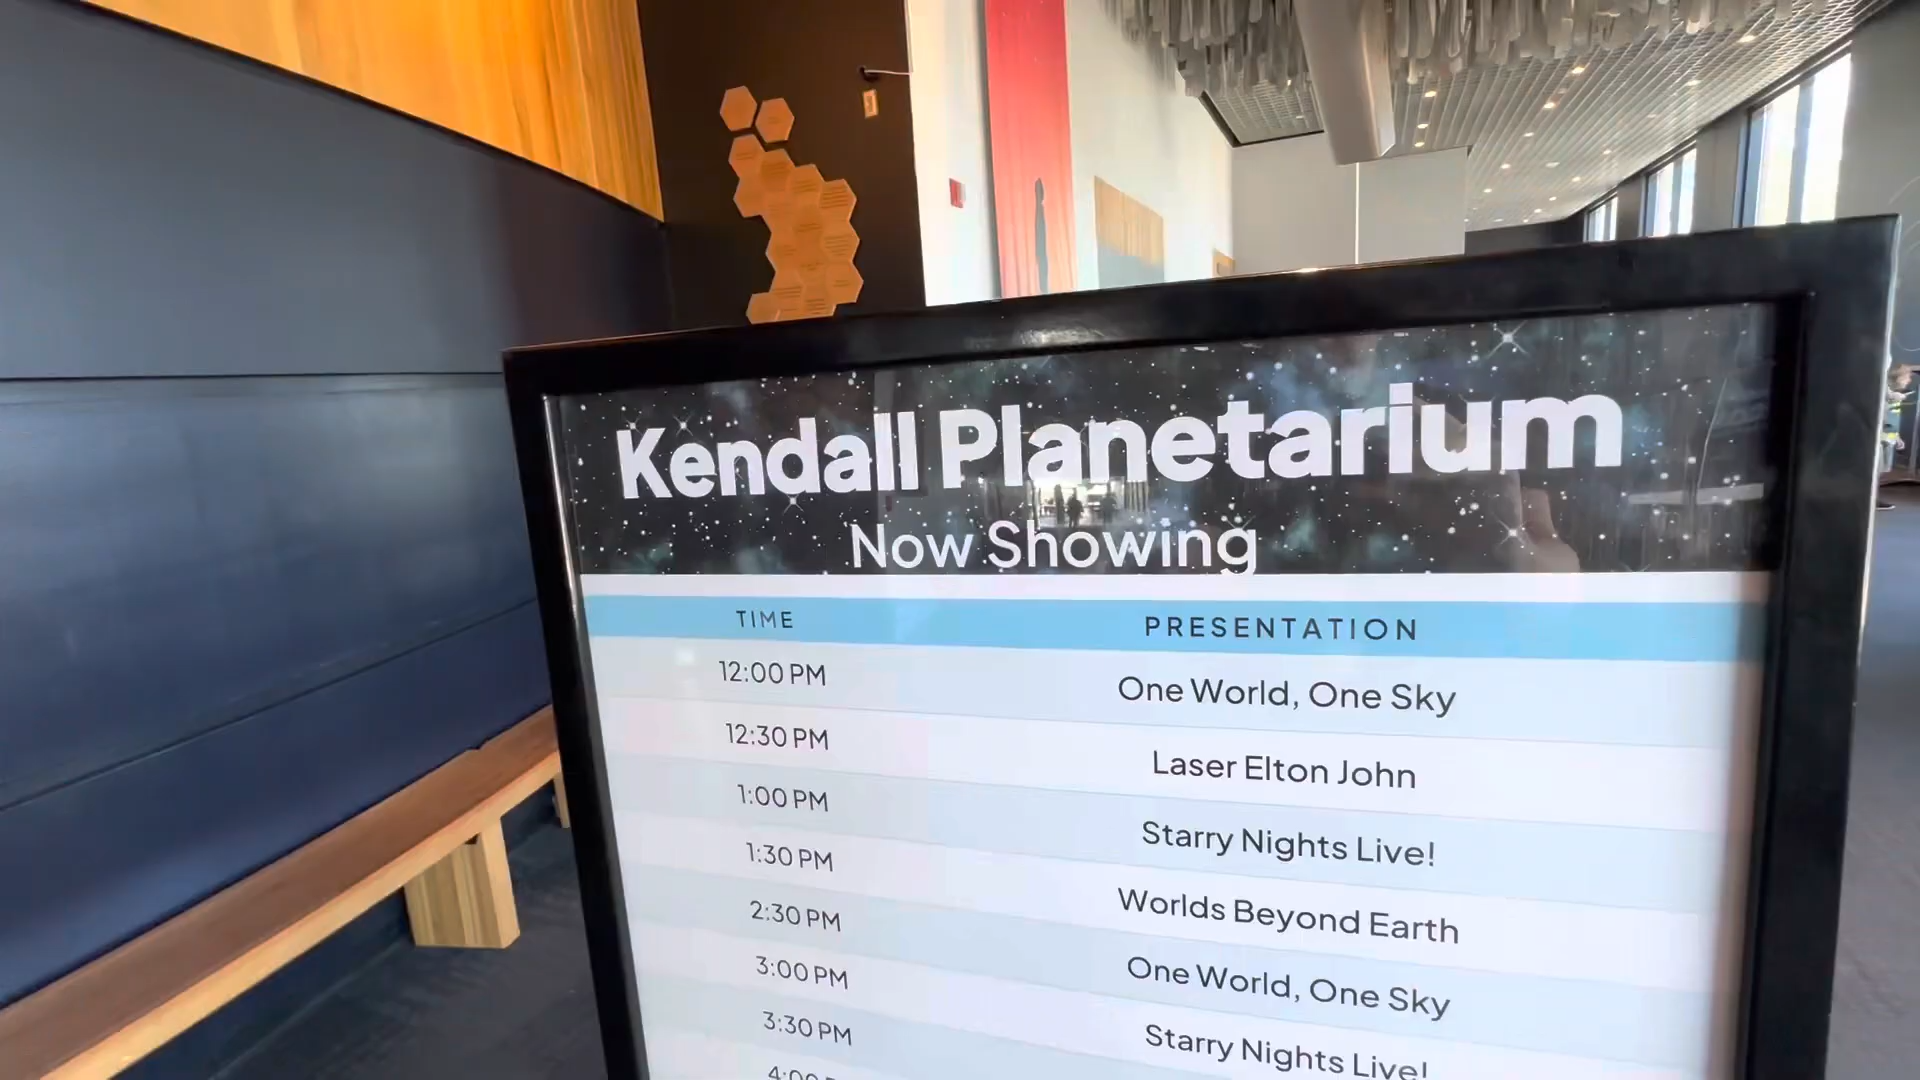 Kendall Planetarium
Now Showing
TIME PRESENTATION
12:00 PM One World, One Sky
12:30 PM Laser Elton John
1:00 PM Starry Nights Live!
1:30 PM Worlds Beyond Earth
2:30 PM One World, One Sky
3:00 PM Starry Nights Live!
3:30 PM